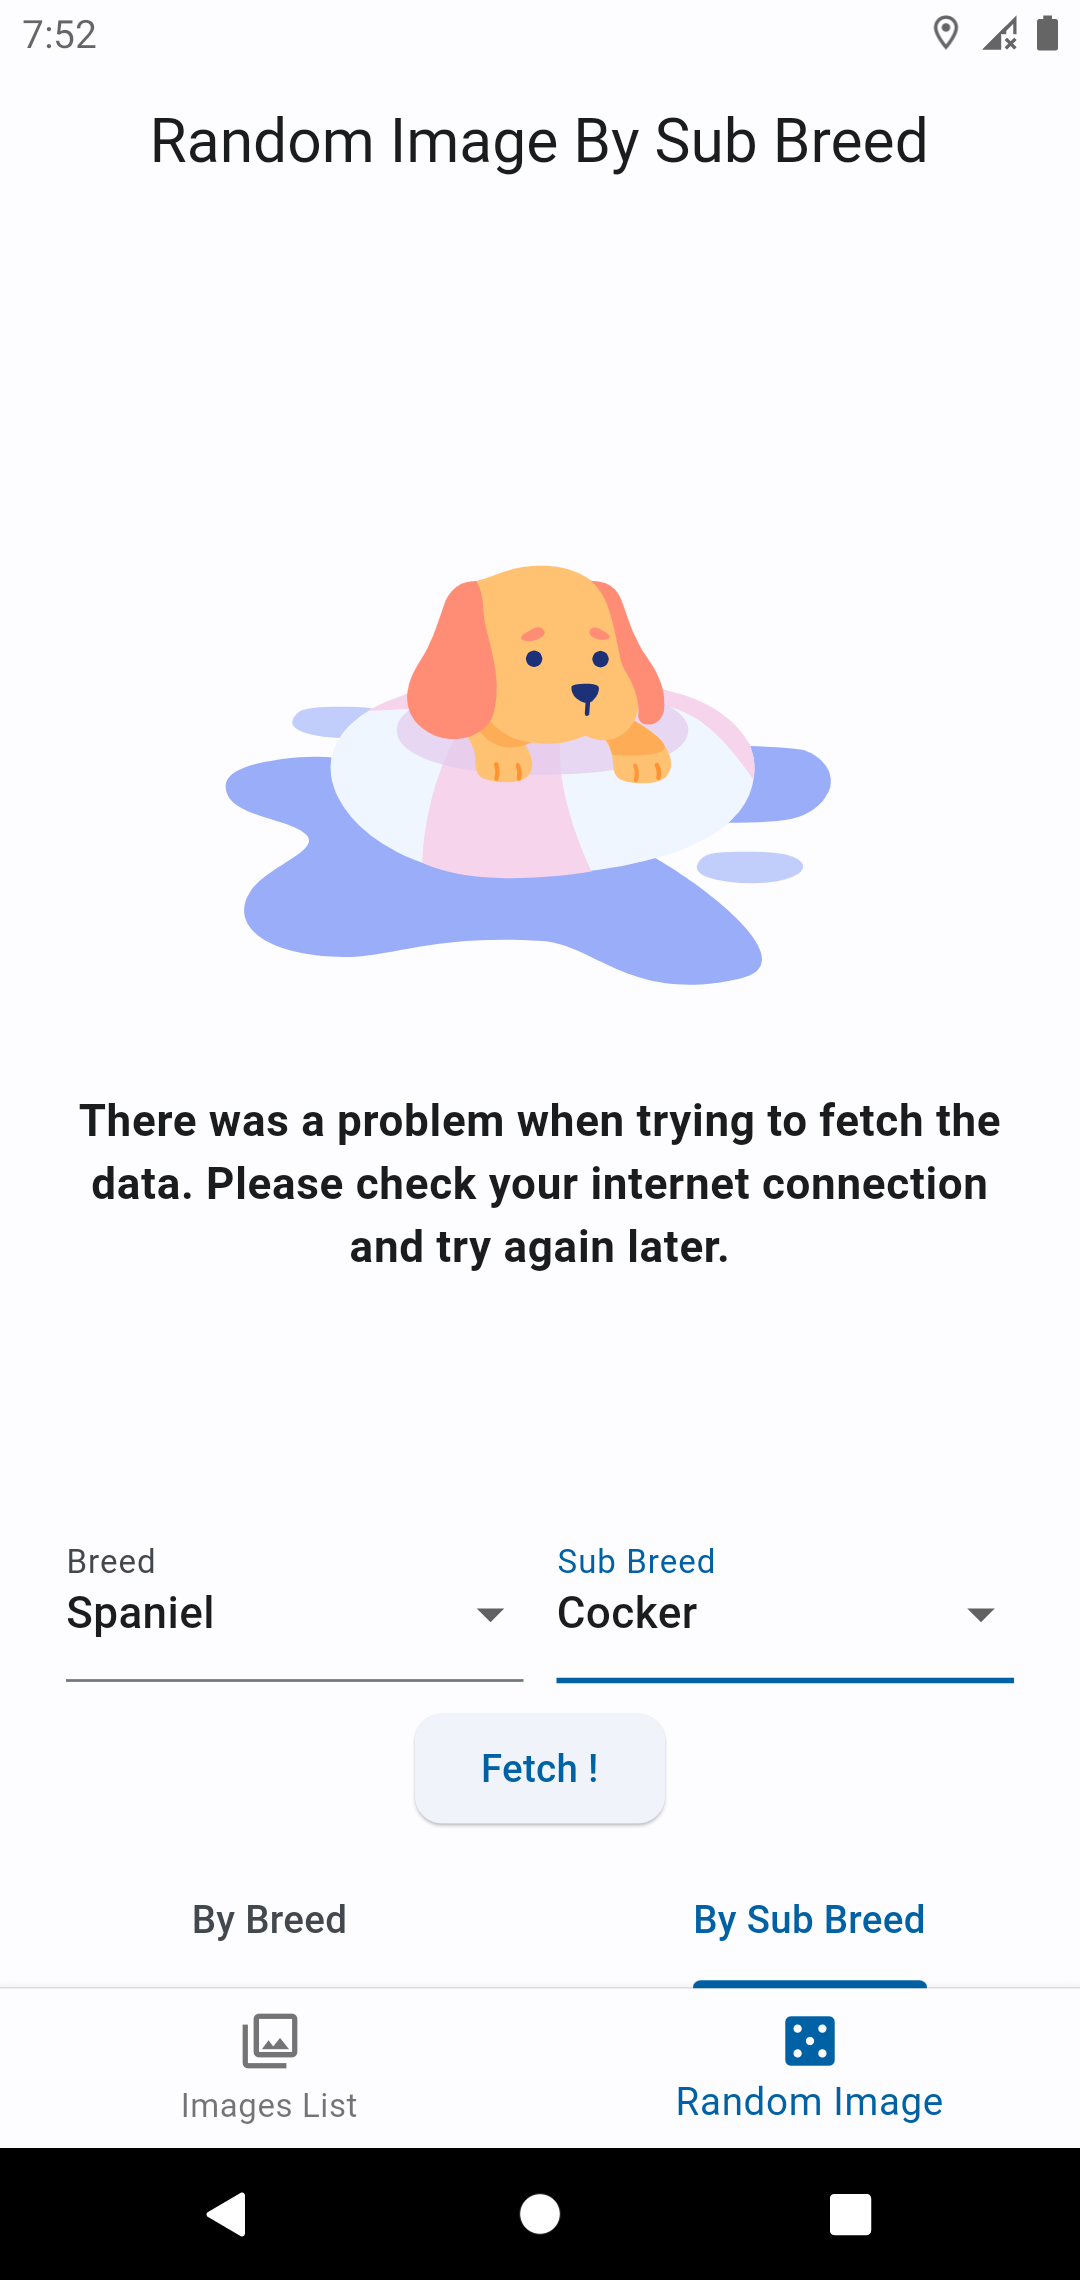 7:52
Random Image By Sub Breed
There was a problem when trying to fetch the
data. Please check your internet connection
and try again later.
Breed
Spaniel
Sub Breed
Cocker
Fetch !
By Breed
By Sub Breed
Images List
Random Image